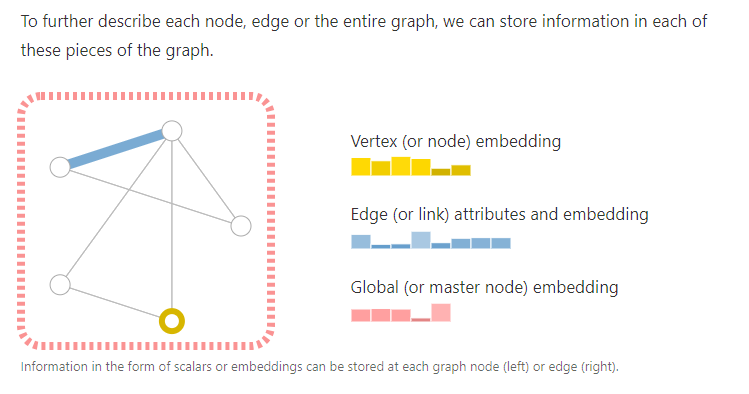 To further describe each node, edge or the entire graph, we can store information in each of
these pieces of the graph.
Vertex (or node) embedding
Edge (or link) attributes and embedding
Global (or master node) embedding
Information in the form of scalars or embeddings can be stored at each graph node (left) or edge (right).